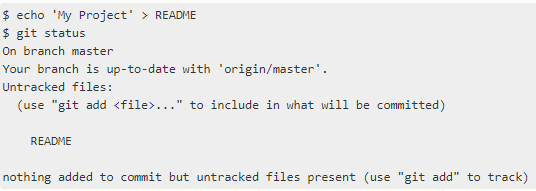 $ echo 'My Project' > README
$ git status
On branch master
Your branch is up-to-date with 'origin/master'.
Untracked files:
  (use "git add <file>..." to include in what will be committed)

    README

nothing added to commit but untracked files present (use "git add" to track)